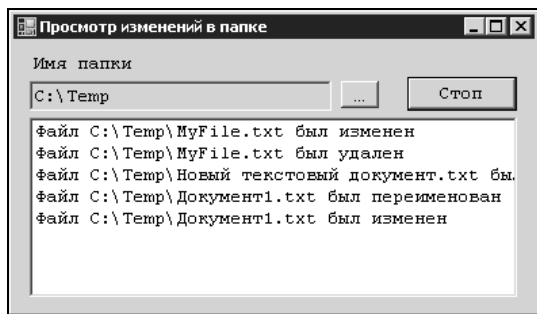 Просмотр изменений в папке
Имя папки
C:\Temp
...
Стоп
Файл C:\Temp\MyFile.txt был изменен
Файл C:\Temp\MyFile.txt был удален
Файл C:\Temp\Новый текстовый документ.txt бы
Файл C:\Temp\Документ1.txt был переименован
Файл C:\Temp\Документ1.txt был изменен